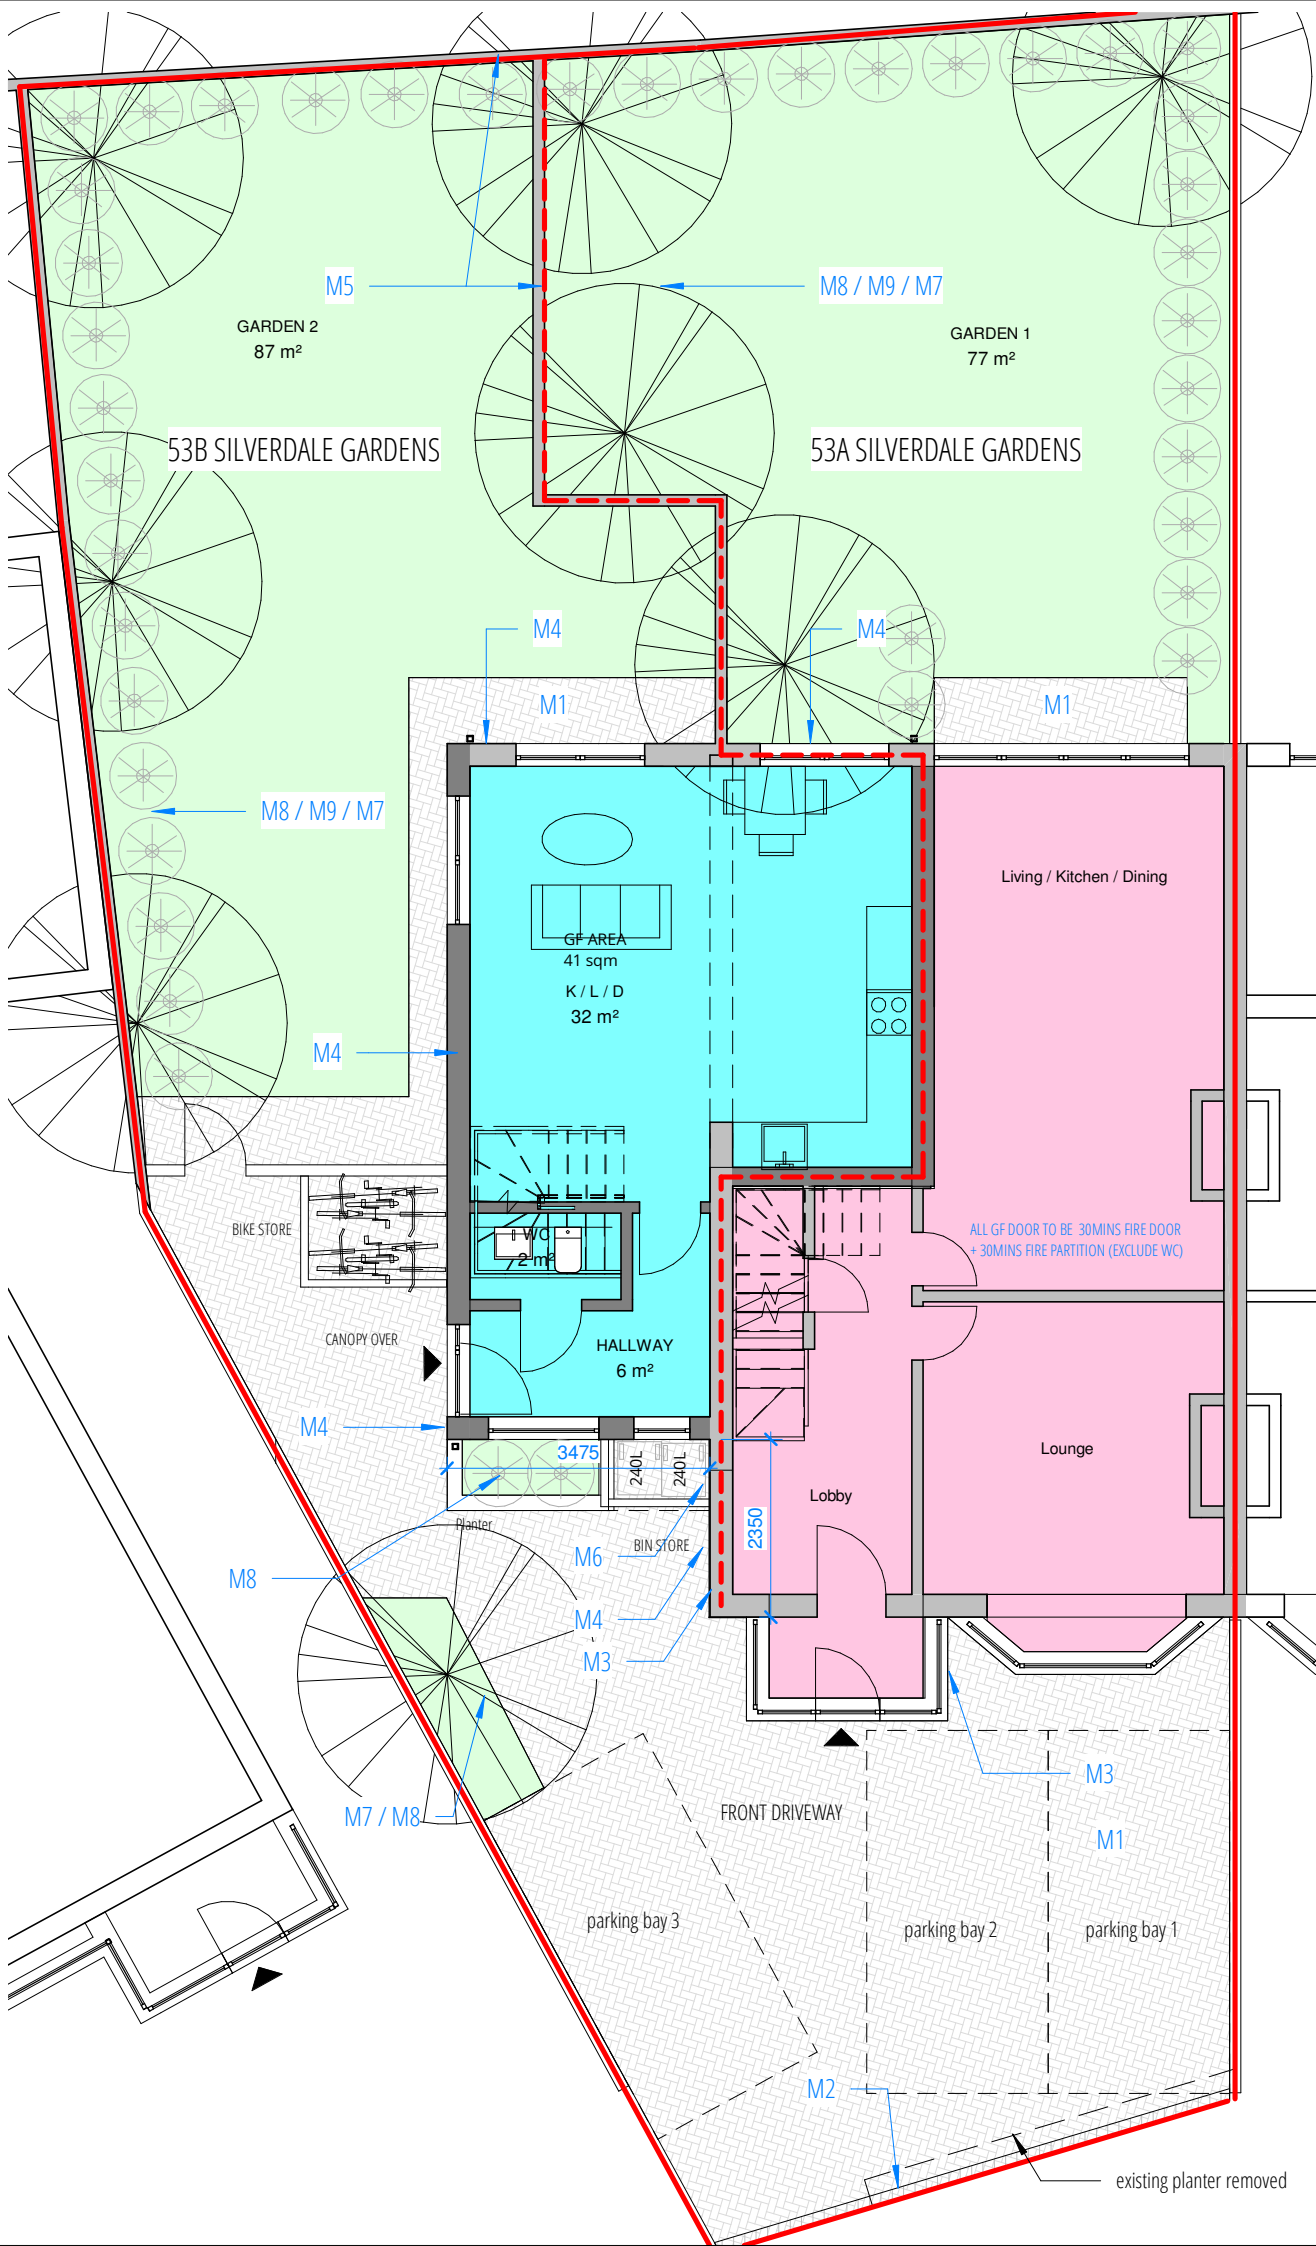 M5
M8 / M9 / M7
GARDEN 2
87 m²
GARDEN 1
77 m²
53B SILVERDALE GARDENS
53A SILVERDALE GARDENS
M4
M4
M1
M1
M8 / M9 / M7
Living / Kitchen / Dining
GF AREA
41 sqm
K / L / D
32 m²
M4
BIKE STORE
WC
2 m²
ALL GF DOOR TO BE 30MINS FIRE DOOR
+ 30MINS FIRE PARTITION (EXCLUDE WC)
CANOPY OVER
HALLWAY
6 m²
M4
3475
240L
240L
Lounge
Lobby
2350
Planter
BIN STORE
M6
M8
M4
M3
M3
M7 / M8
FRONT DRIVEWAY
M1
parking bay 3
parking bay 2
parking bay 1
M2
existing planter removed